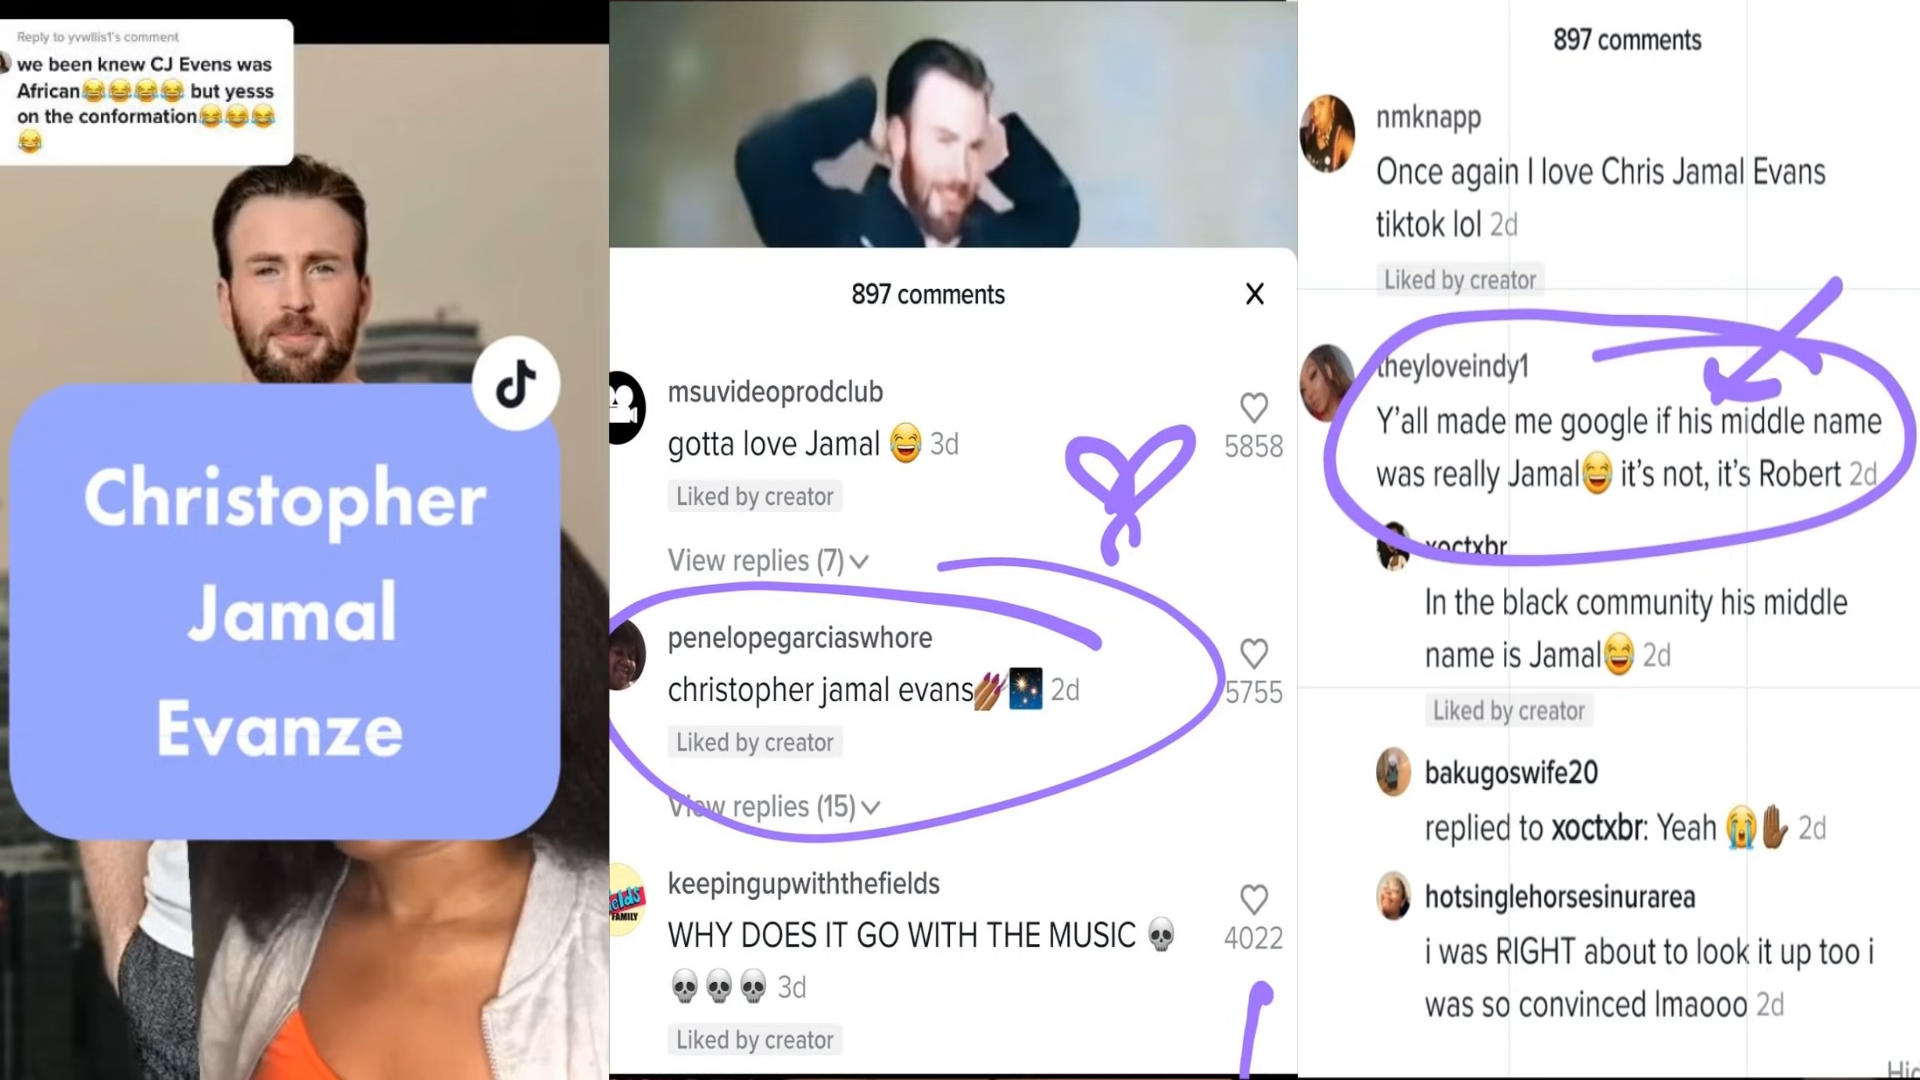 Reply to yvwllis1's comment
we been knew CJ Evens was
African😂😂😂😂 but yesss
on the conformation😂😂😂
😂
Christopher
Jamal
Evanze
897 comments
X
msuvideoprodclub
gotta love Jamal 😂 3d
5858
Liked by creator
View replies (7)
penelopegarciaswhore
christopher jamal evans💅🏾🎇 2d
5755
Liked by creator
View replies (15)
elds
FAMILY
keepingupwiththefields
WHY DOES IT GO WITH THE MUSIC 💀
💀💀💀 3d
4022
Liked by creator
897 comments
nmknapp
Once again I love Chris Jamal Evans
tiktok lol 2d
Liked by creator
theyloveindy1
Y'all made me google if his middle name
was really Jamal😂 it's not, it's Robert 2d
xoctxbr
In the black community his middle
name is Jamal😂 2d
Liked by creator
bakugoswife20
replied to xoctxbr: Yeah 😭🤚🏾 2d
hotsinglehorsesinurarea
i was RIGHT about to look it up too i
was so convinced lmaooo 2d